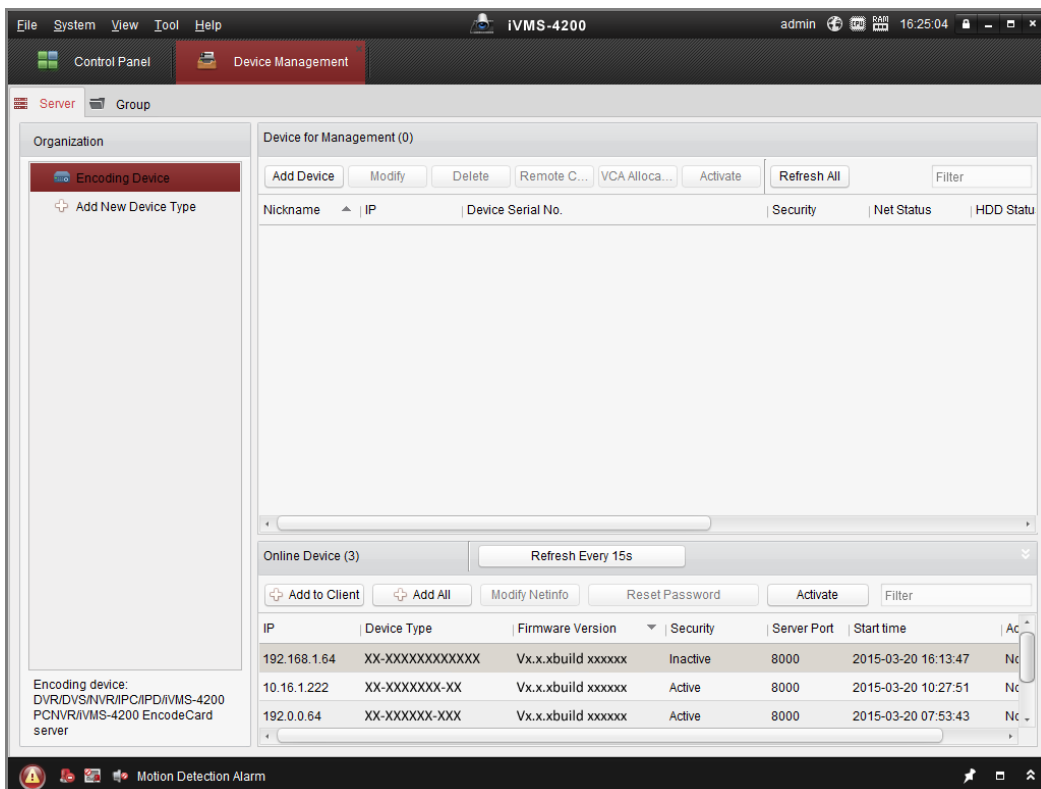 File System View Tool Help iVMS-4200 admin CPU RAM 16:25:04
Control Panel Device Management
Server Group
Organization
Encoding Device
Add New Device Type
Encoding device:
DVR/DVS/NVR/IPC/IPD/iVMS-4200
PCNVR/iVMS-4200 EncodeCard
server
Device for Management (0)
Add Device Modify Delete Remote C... VCA Alloca... Activate Refresh All Filter
Nickname IP Device Serial No. Security Net Status HDD Statu
Online Device (3) Refresh Every 15s
Add to Client Add All Modify Netinfo Reset Password Activate Filter
IP Device Type Firmware Version Security Server Port Start time Ac
192.168.1.64 XX-XXXXXXXXXXXX Vx.x.xbuild xxxxxx Inactive 8000 2015-03-20 16:13:47 No
10.16.1.222 XX-XXXXXXX-XX Vx.x.xbuild xxxxxx Active 8000 2015-03-20 10:27:51 No
192.0.0.64 XX-XXXXXX-XXX Vx.x.xbuild xxxxxx Active 8000 2015-03-20 07:53:43 No
Motion Detection Alarm